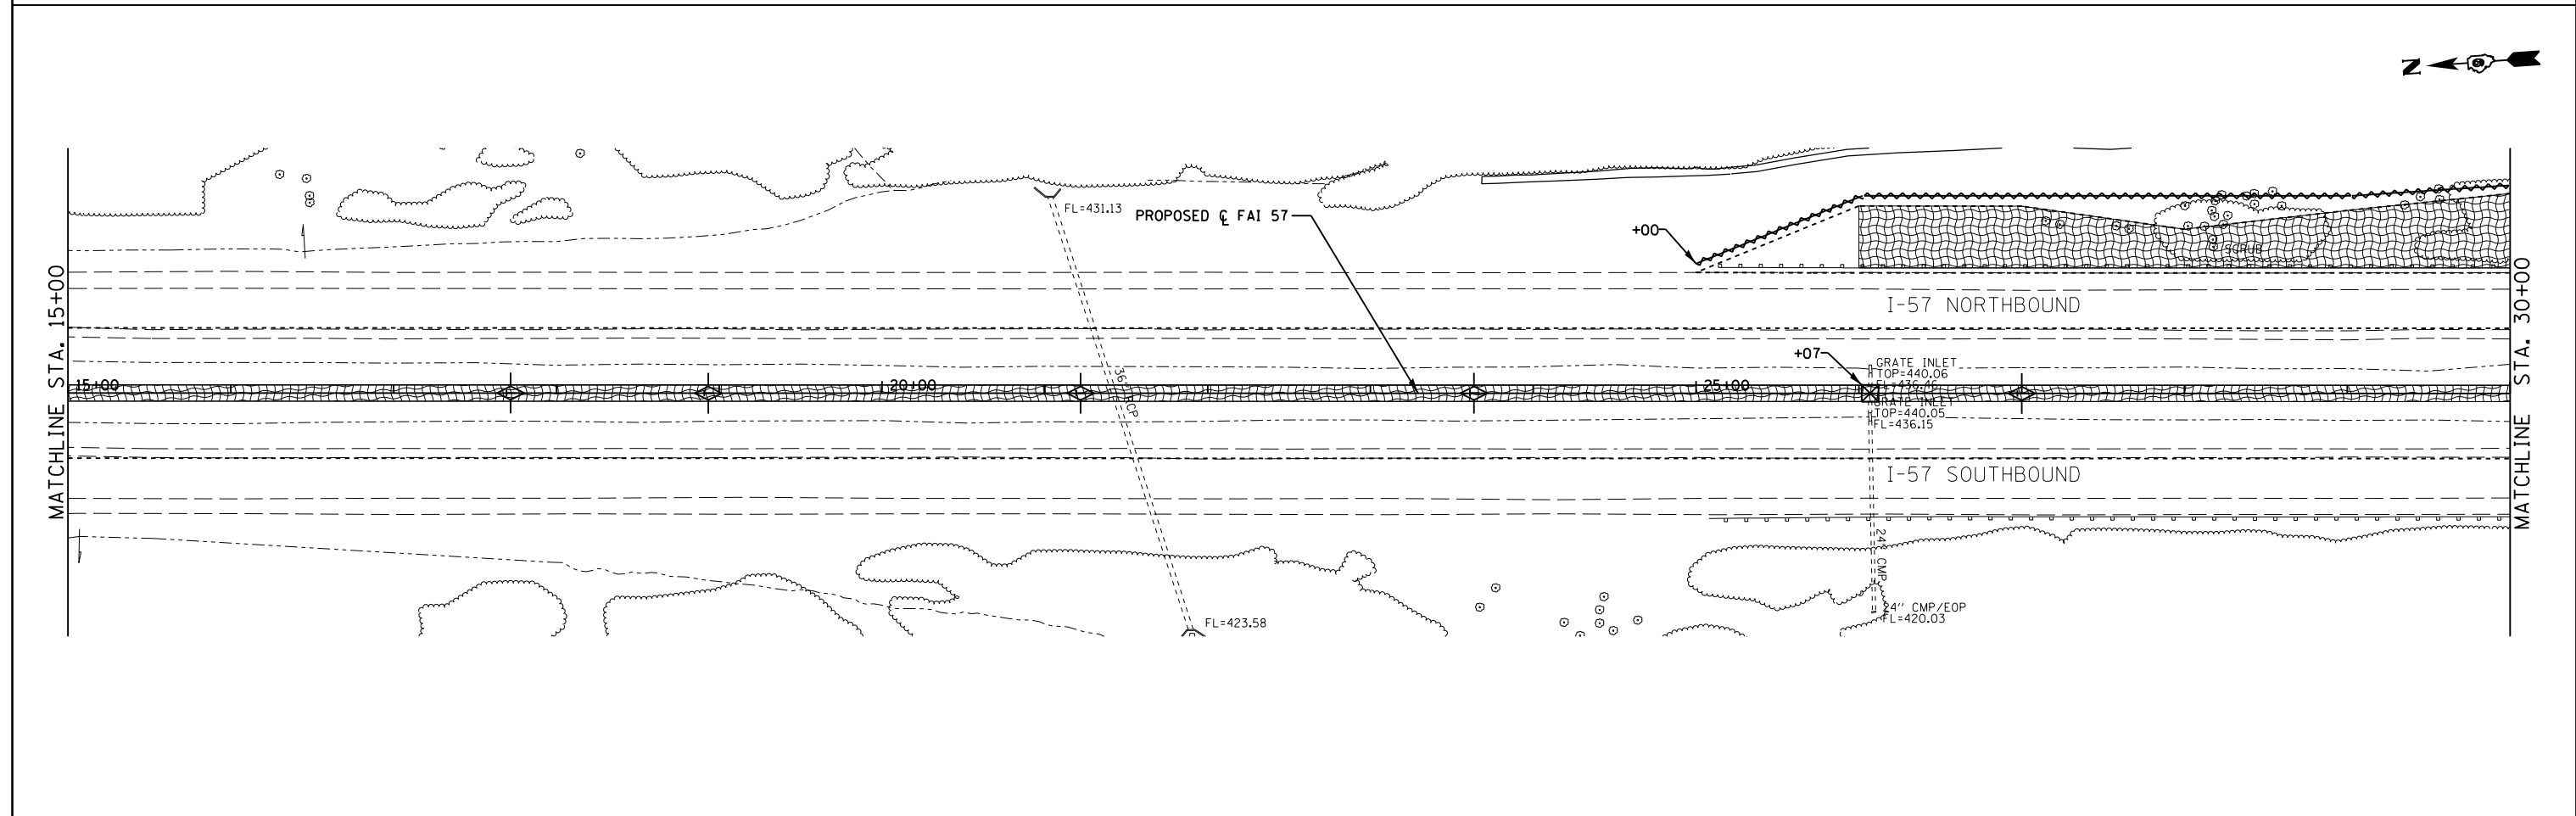 N
FL=431.13
PROPOSED ℄ FAI 57
+00
SCRUB
MATCHLINE STA. 15+00
MATCHLINE STA. 30+00
I-57 NORTHBOUND
+07
GRATE INLET
TOP=440.06
FL=436.46
15+00
20+00
25+00
36" RCP
GRATE INLET
TOP=440.05
FL=436.15
I-57 SOUTHBOUND
24" CMP
24'' CMP/EOP
FL=420.03
FL=423.58